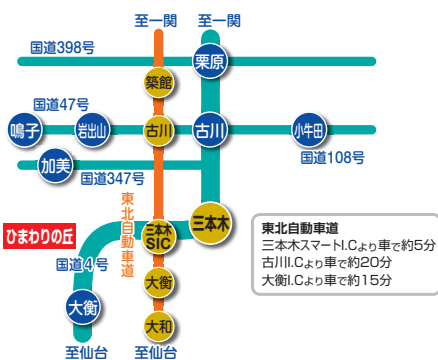 至一関
至一関
国道398号
栗原
築館
国道47号
鳴子
岩出山
古川
古川
小牛田
国道108号
加美
国道347号
東北自動車道
ひまわりの丘
三本木
SIC
三本木
国道4号
大衡
大衡
大和
至仙台
至仙台
東北自動車道
三本木スマートI.Cより車で約5分
古川I.Cより車で約20分
大衡I.Cより車で約15分